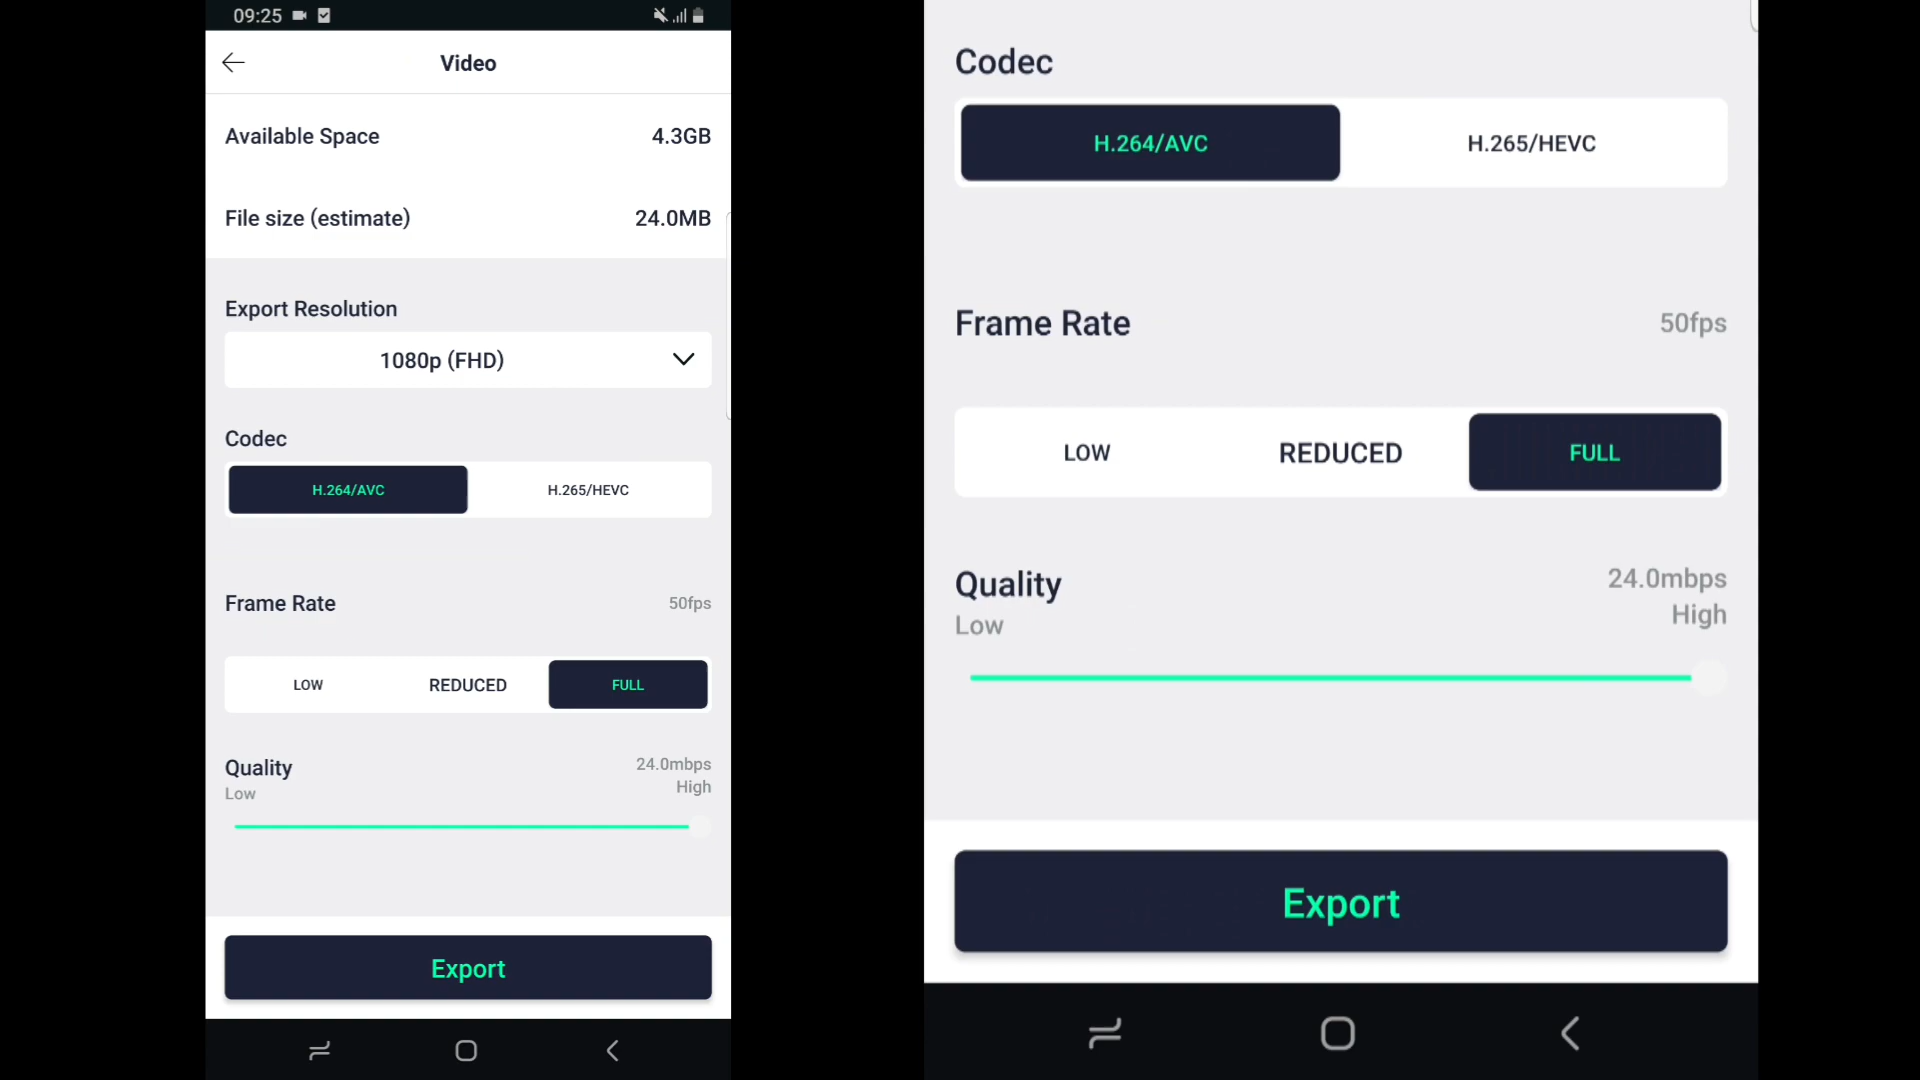 09:25
Video
Available Space 4.3GB
File size (estimate) 24.0MB
Export Resolution
1080p (FHD)
Codec
H.264/AVC H.265/HEVC
Frame Rate 50fps
LOW REDUCED FULL
Quality 24.0mbps
Low High
Export
Codec
H.264/AVC H.265/HEVC
Frame Rate 50fps
LOW REDUCED FULL
Quality 24.0mbps
Low High
Export